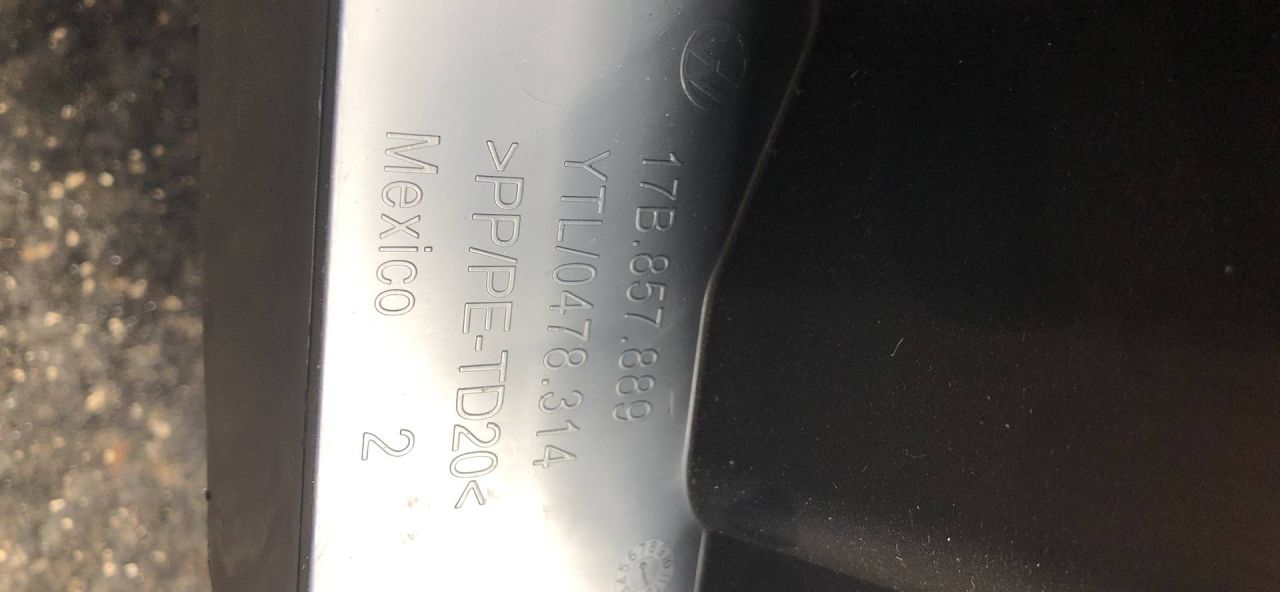 17B.857.889
YTL/0478.314
>PP/PE-TD20<
Mexico 2